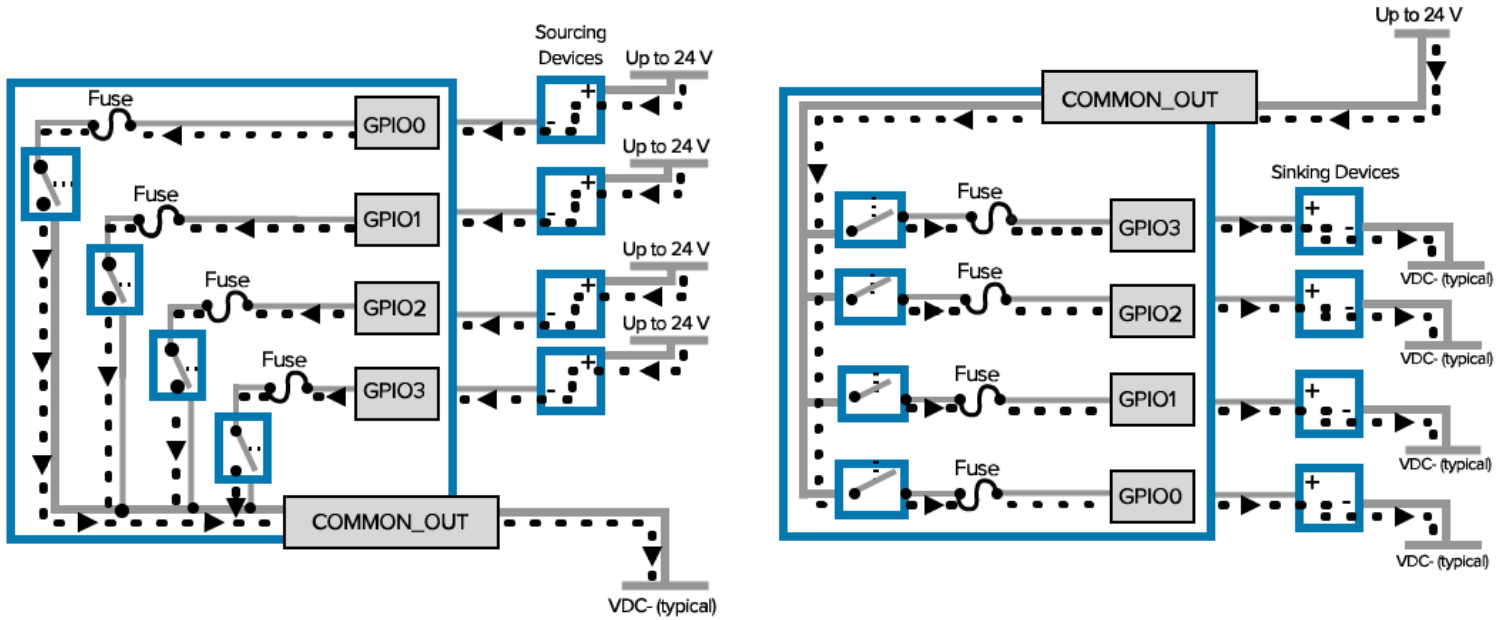 Sourcing
Devices
Up to 24 V
Fuse
GPIO0
+
-
Up to 24 V
Fuse
GPIO1
+
-
Up to 24 V
Fuse
GPIO2
+
-
Up to 24 V
Fuse
GPIO3
+
-
COMMON_OUT
VDC- (typical)
Up to 24 V
COMMON_OUT
Sinking Devices
Fuse
GPIO3
+
-
VDC- (typical)
Fuse
GPIO2
+
-
VDC- (typical)
Fuse
GPIO1
+
-
VDC- (typical)
Fuse
GPIO0
+
-
VDC- (typical)